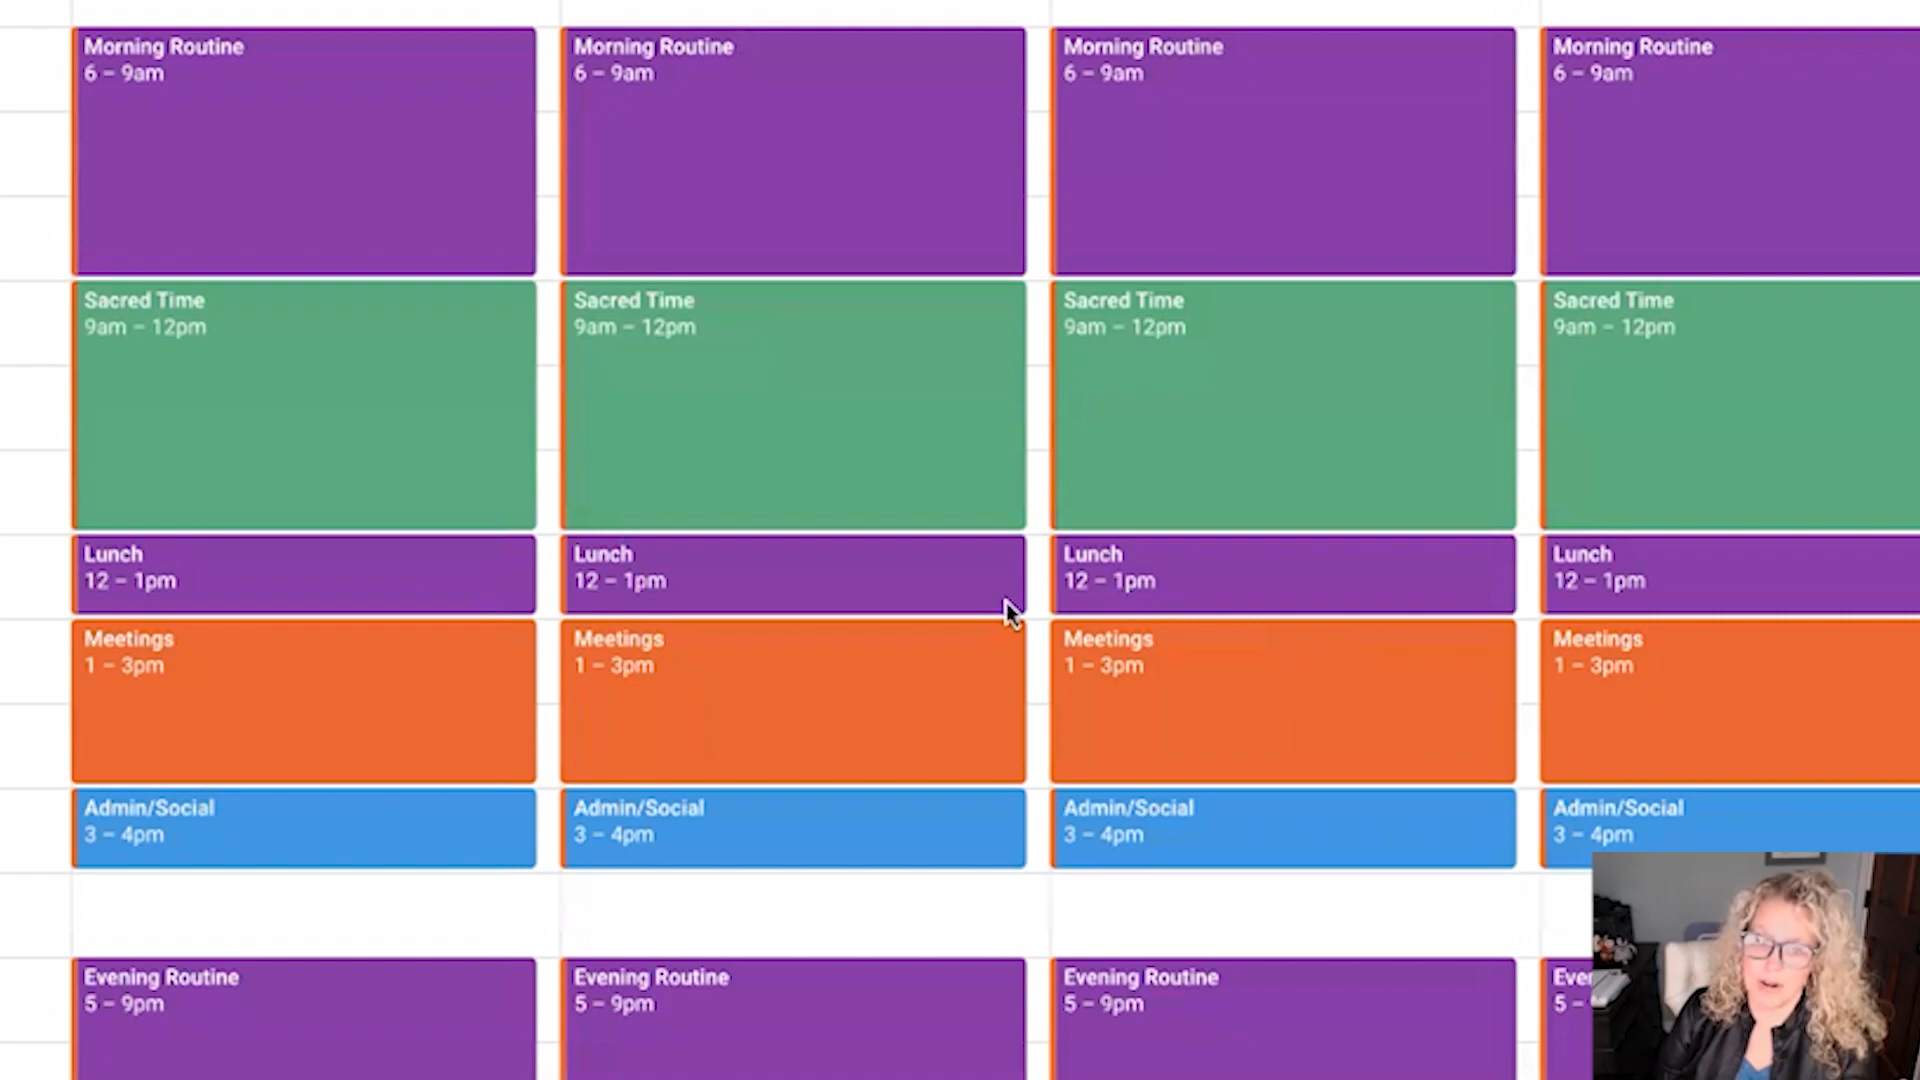 Morning Routine
6 – 9am
Morning Routine
6 – 9am
Morning Routine
6 – 9am
Morning Routine
6 – 9am
Sacred Time
9am – 12pm
Sacred Time
9am – 12pm
Sacred Time
9am – 12pm
Sacred Time
9am – 12pm
Lunch
12 – 1pm
Lunch
12 – 1pm
Lunch
12 – 1pm
Lunch
12 – 1pm
Meetings
1 – 3pm
Meetings
1 – 3pm
Meetings
1 – 3pm
Meetings
1 – 3pm
Admin/Social
3 – 4pm
Admin/Social
3 – 4pm
Admin/Social
3 – 4pm
Admin/Social
3 – 4pm
Evening Routine
5 – 9pm
Evening Routine
5 – 9pm
Evening Routine
5 – 9pm
Eve
5 –